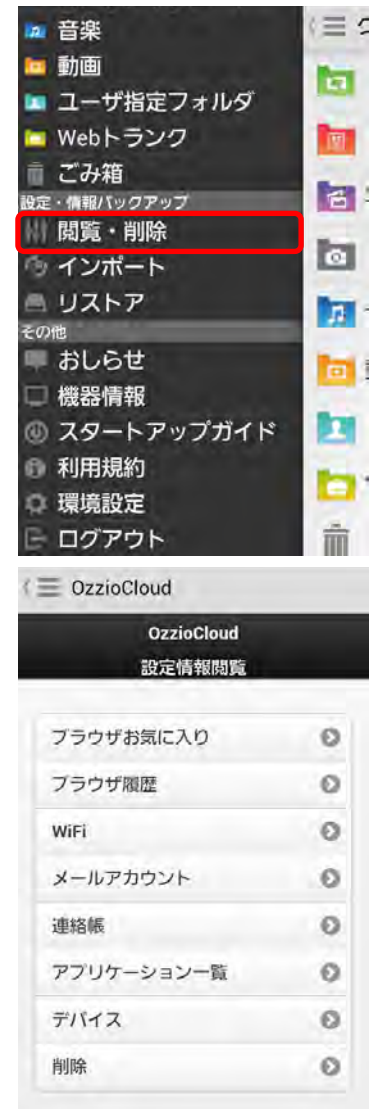 音楽
動画
ユーザ指定フォルダ
Webトランク
ごみ箱
設定・情報バックアップ
閲覧・削除
インポート
リストア
その他
おしらせ
機器情報
スタートアップガイド
利用規約
環境設定
ログアウト
OzzioCloud
OzzioCloud
設定情報閲覧
ブラウザお気に入り
ブラウザ履歴
WiFi
メールアカウント
連絡帳
アプリケーション一覧
デバイス
削除